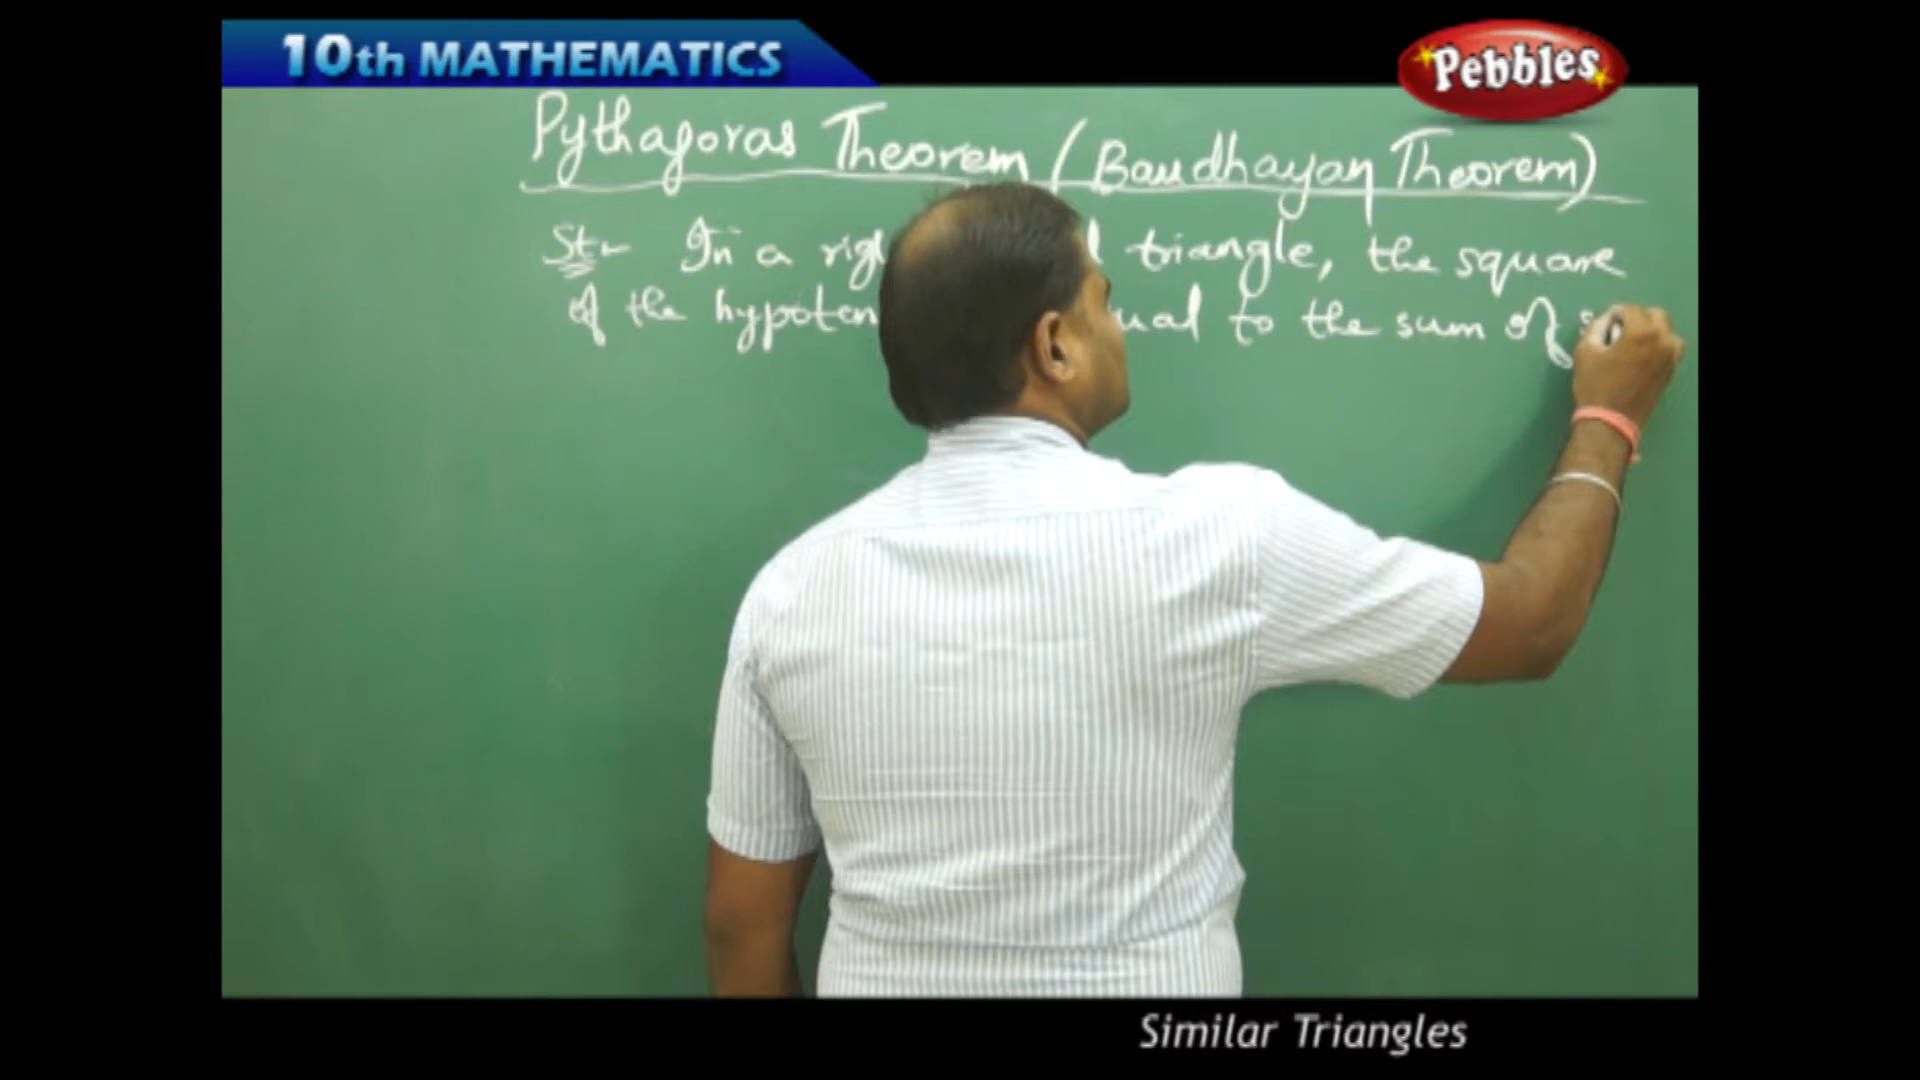 10th MATHEMATICS
Pebbles
Pythagoras Theorem (Baudhayan Theorem)
St:- In a triangle, the square
of the to the sum of
Similar Triangles